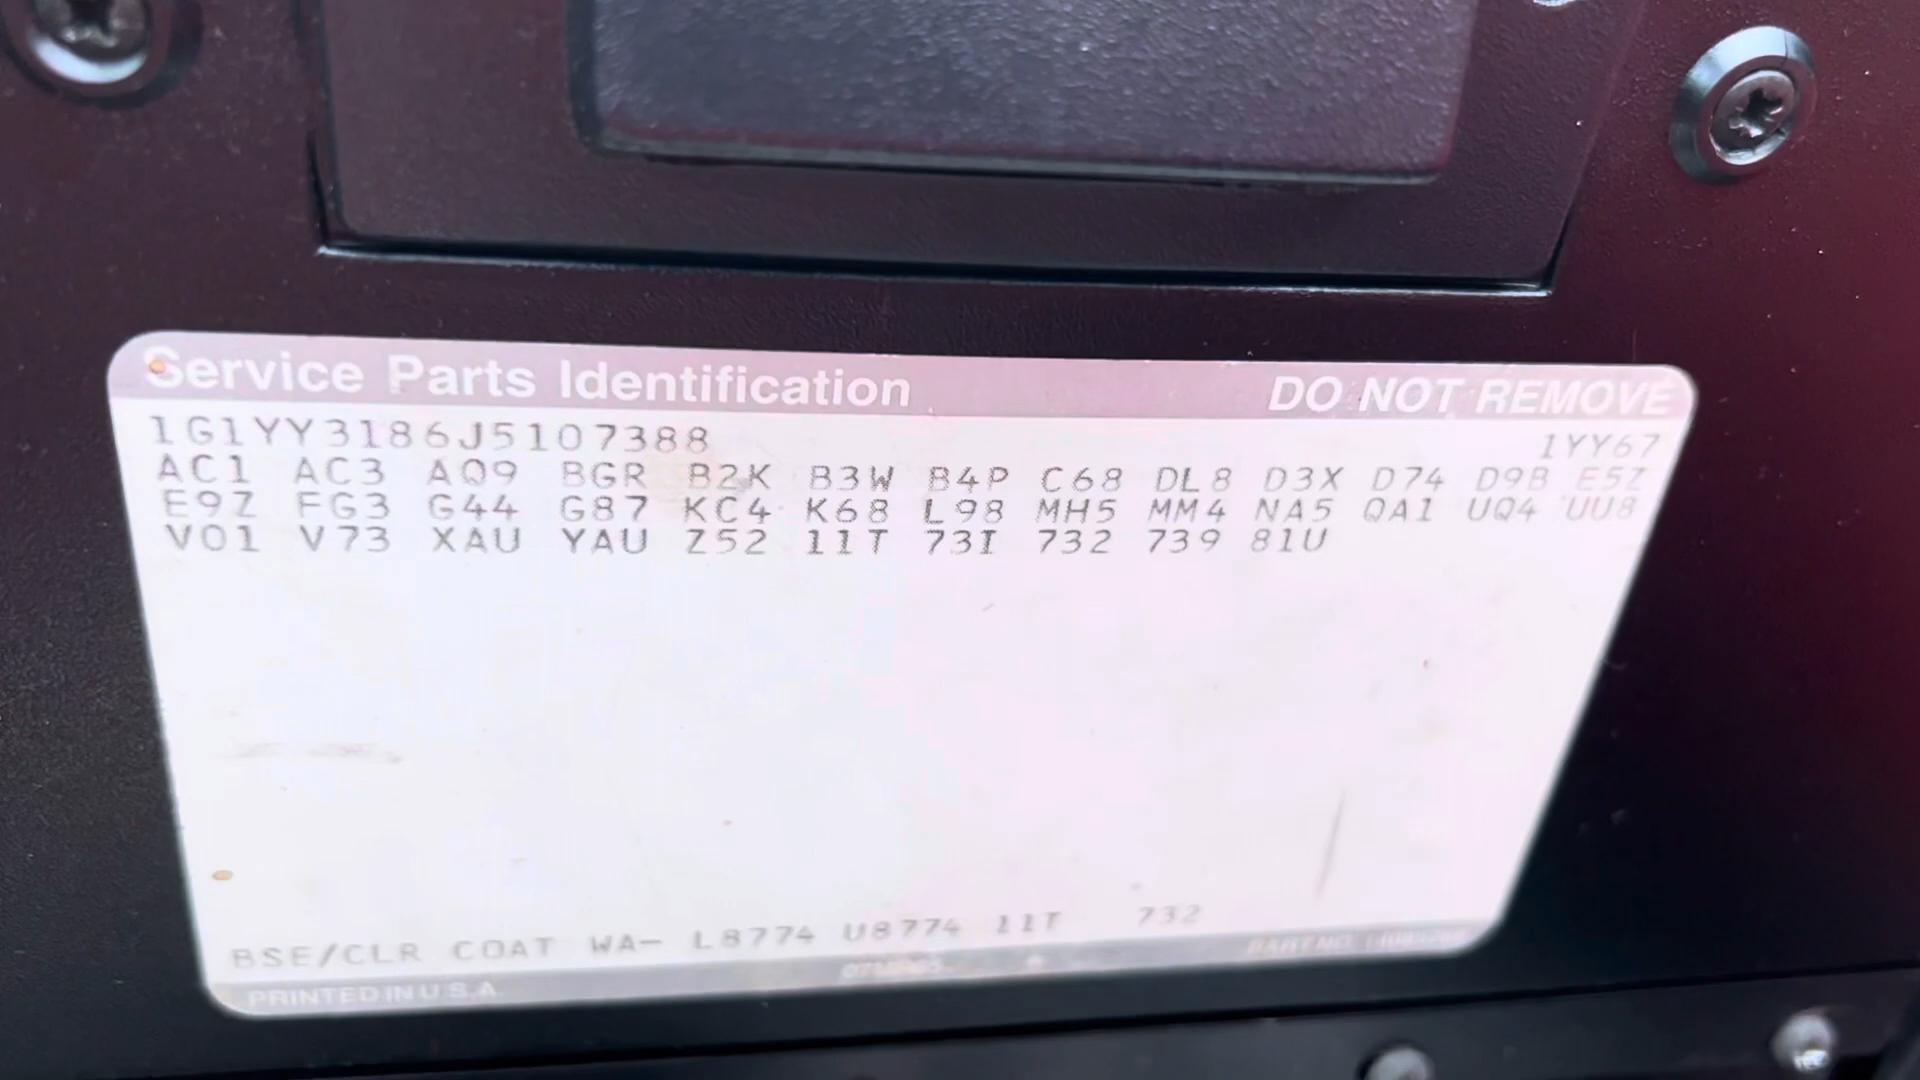 Service Parts Identification DO NOT REMOVE
1G1YY3186J5107388 1YY67
AC1 AC3 AQ9 BGR B2K B3W B4P C68 DL8 D3X D74 D9B E5Z
E9Z FG3 G44 G87 KC4 K68 L98 MH5 MM4 NA5 QA1 UQ4 UU8
V01 V73 XAU YAU Z52 11T 73I 732 739 81U
BSE/CLR COAT WA- L8774 U8774 11T 732
PRINTED IN U.S.A. PART NO.